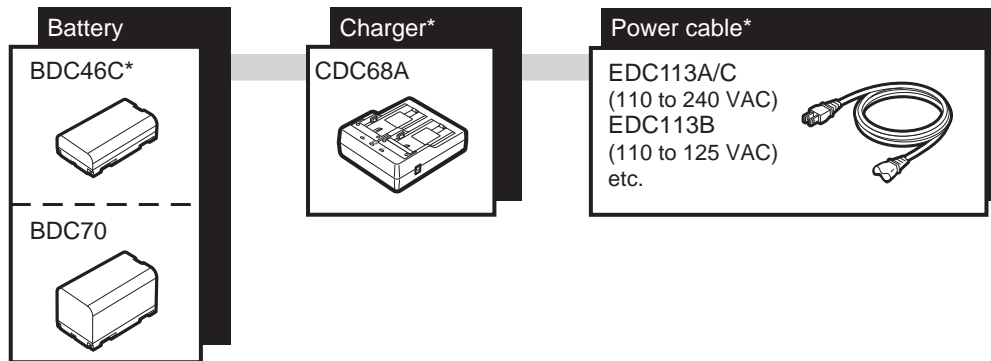 Battery
BDC46C*
BDC70
Charger*
CDC68A
Power cable*
EDC113A/C
(110 to 240 VAC)
EDC113B
(110 to 125 VAC)
etc.